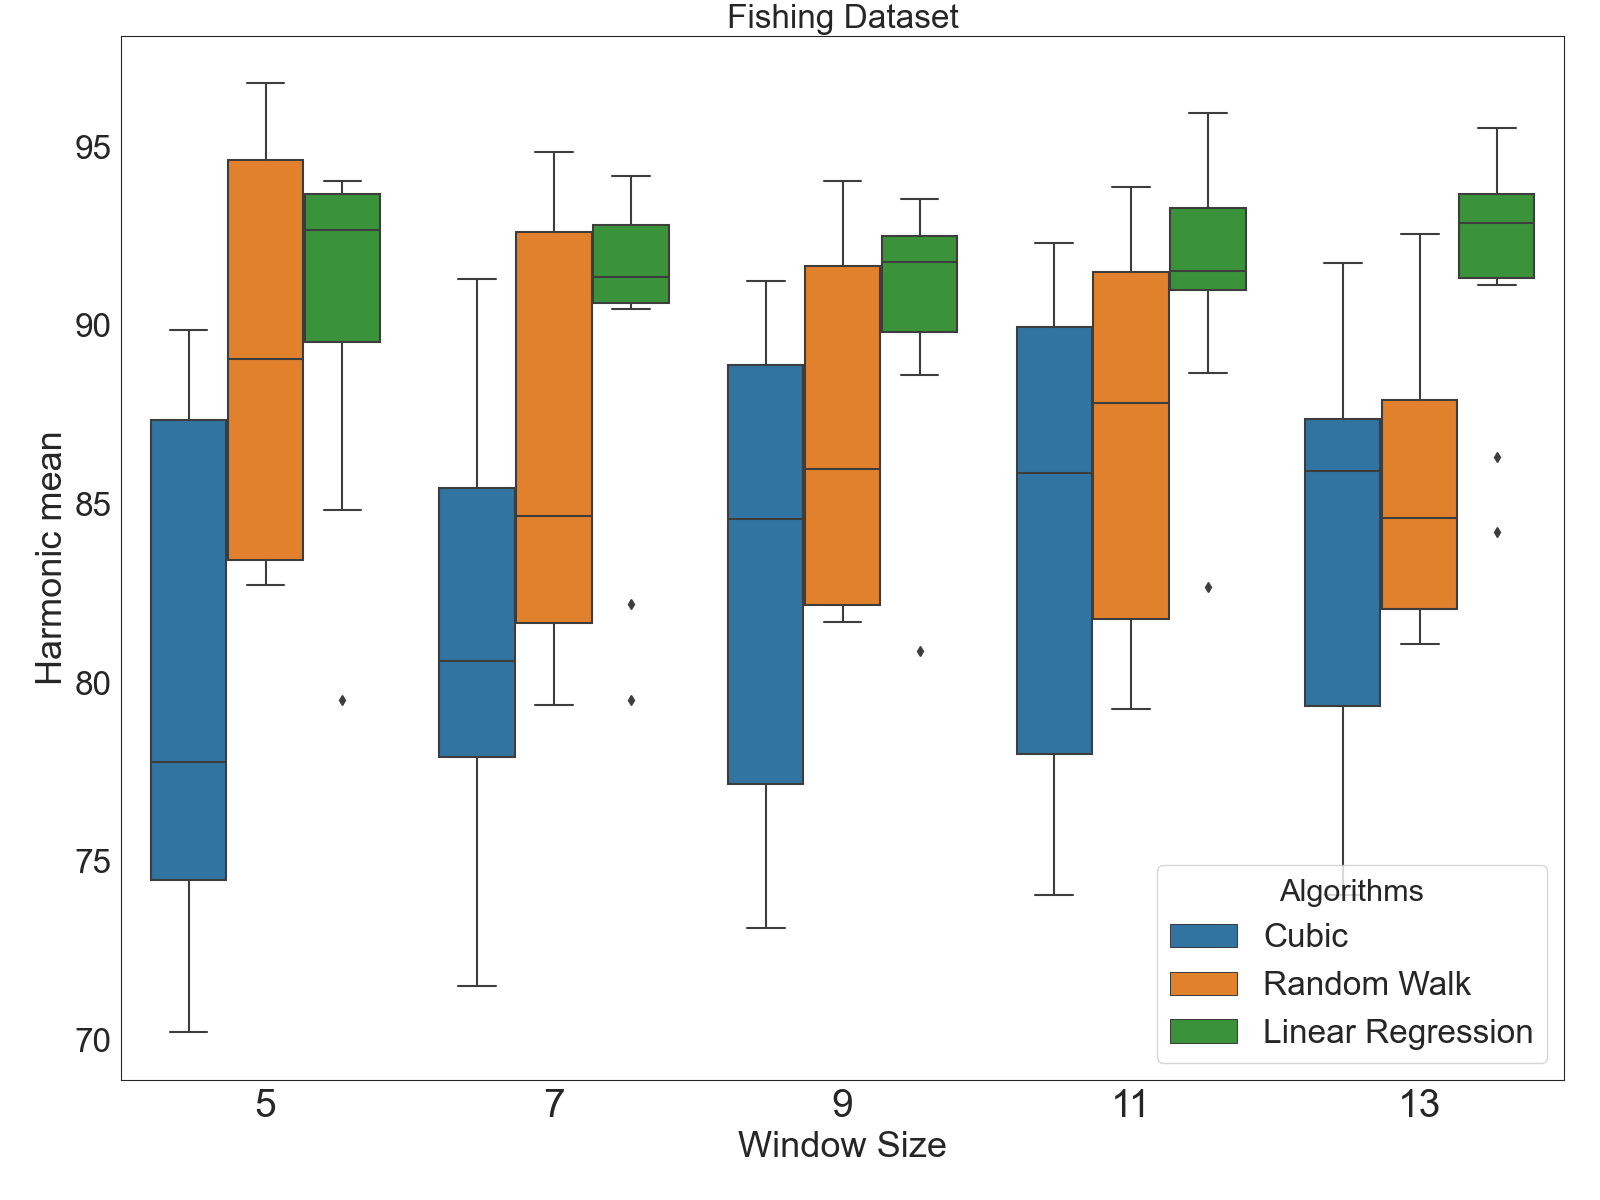 Fishing Dataset
Harmonic mean
95
90
85
80
75
70
5 7 9 11 13
Window Size
Algorithms
Cubic
Random Walk
Linear Regression